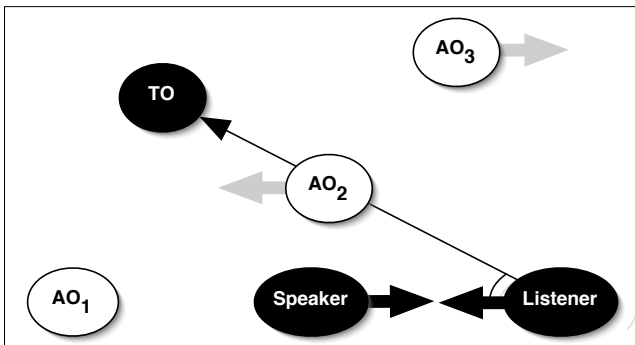 AO3
TO
AO2
AO1
Speaker
Listener